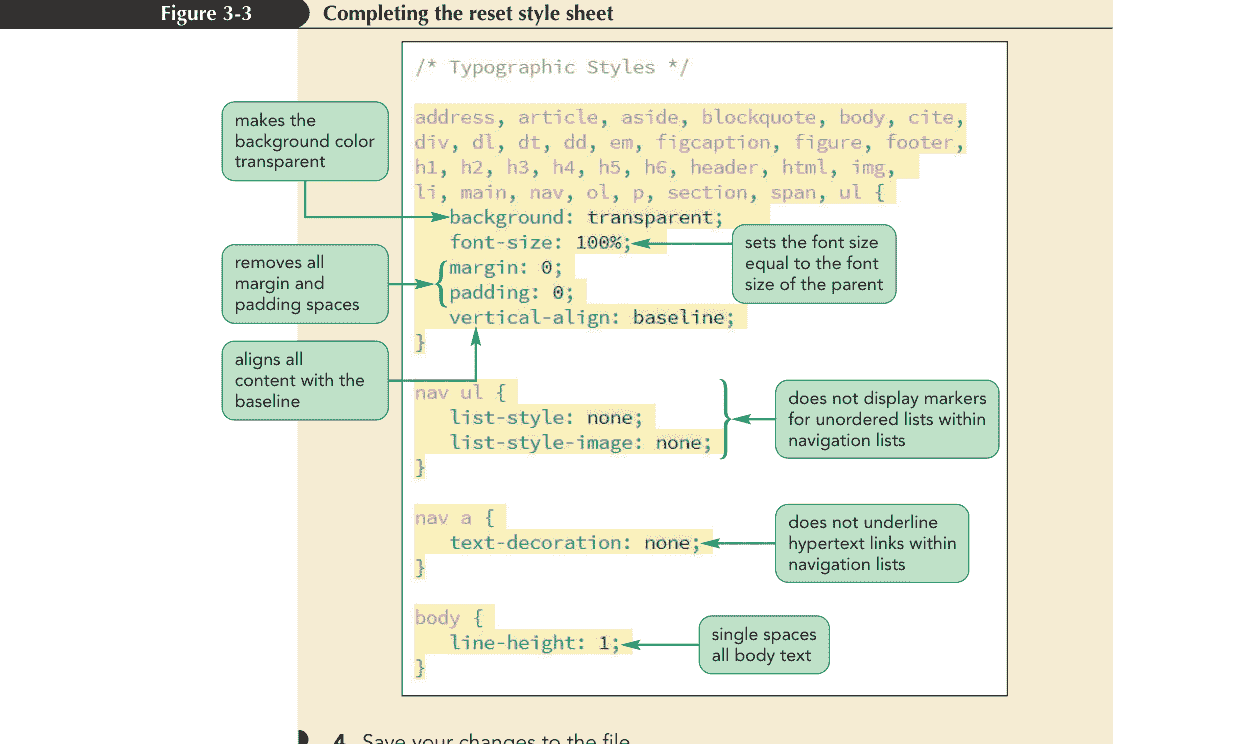 Figure 3-3 Completing the reset style sheet
/* Typographic Styles */
address, article, aside, blockquote, body, cite,
div, dl, dt, dd, em, figcaption, figure, footer,
h1, h2, h3, h4, h5, h6, header, html, img,
li, main, nav, ol, p, section, span, ul {
background: transparent;
font-size: 100%;
margin: 0;
padding: 0;
vertical-align: baseline;
}
nav ul {
list-style: none;
list-style-image: none;
}
nav a {
text-decoration: none;
}
body {
line-height: 1;
}
makes the
background color
transparent
removes all
margin and
padding spaces
aligns all
content with the
baseline
sets the font size
equal to the font
size of the parent
does not display markers
for unordered lists within
navigation lists
does not underline
hypertext links within
navigation lists
single spaces
all body text
4. Save your changes to the file